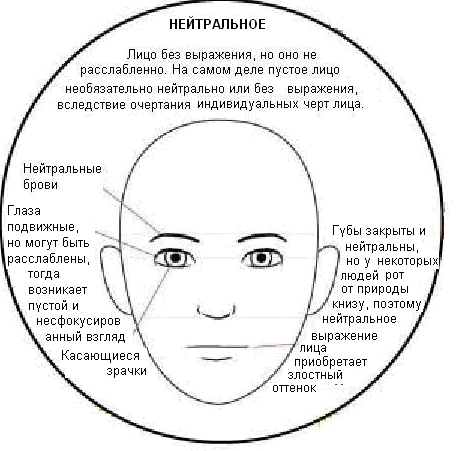 НЕЙТРАЛЬНОЕ
Лицо без выражения, но оно не
расслабленно. На самом деле пустое лицо
необязательно нейтрально или без выражения,
вследствие очертания индивидуальных черт лица.
Нейтральные
брови
Глаза
подвижные,
но могут быть
расслаблены,
тогда
возникает
пустой и
несфокусиров
анный взгляд
Касающиеся
зрачки
Губы закрыты и
нейтральны,
но у некоторых
людей рот
от природы
книзу, поэтому
нейтральное
выражение
лица
приобретает
злостный
оттенок